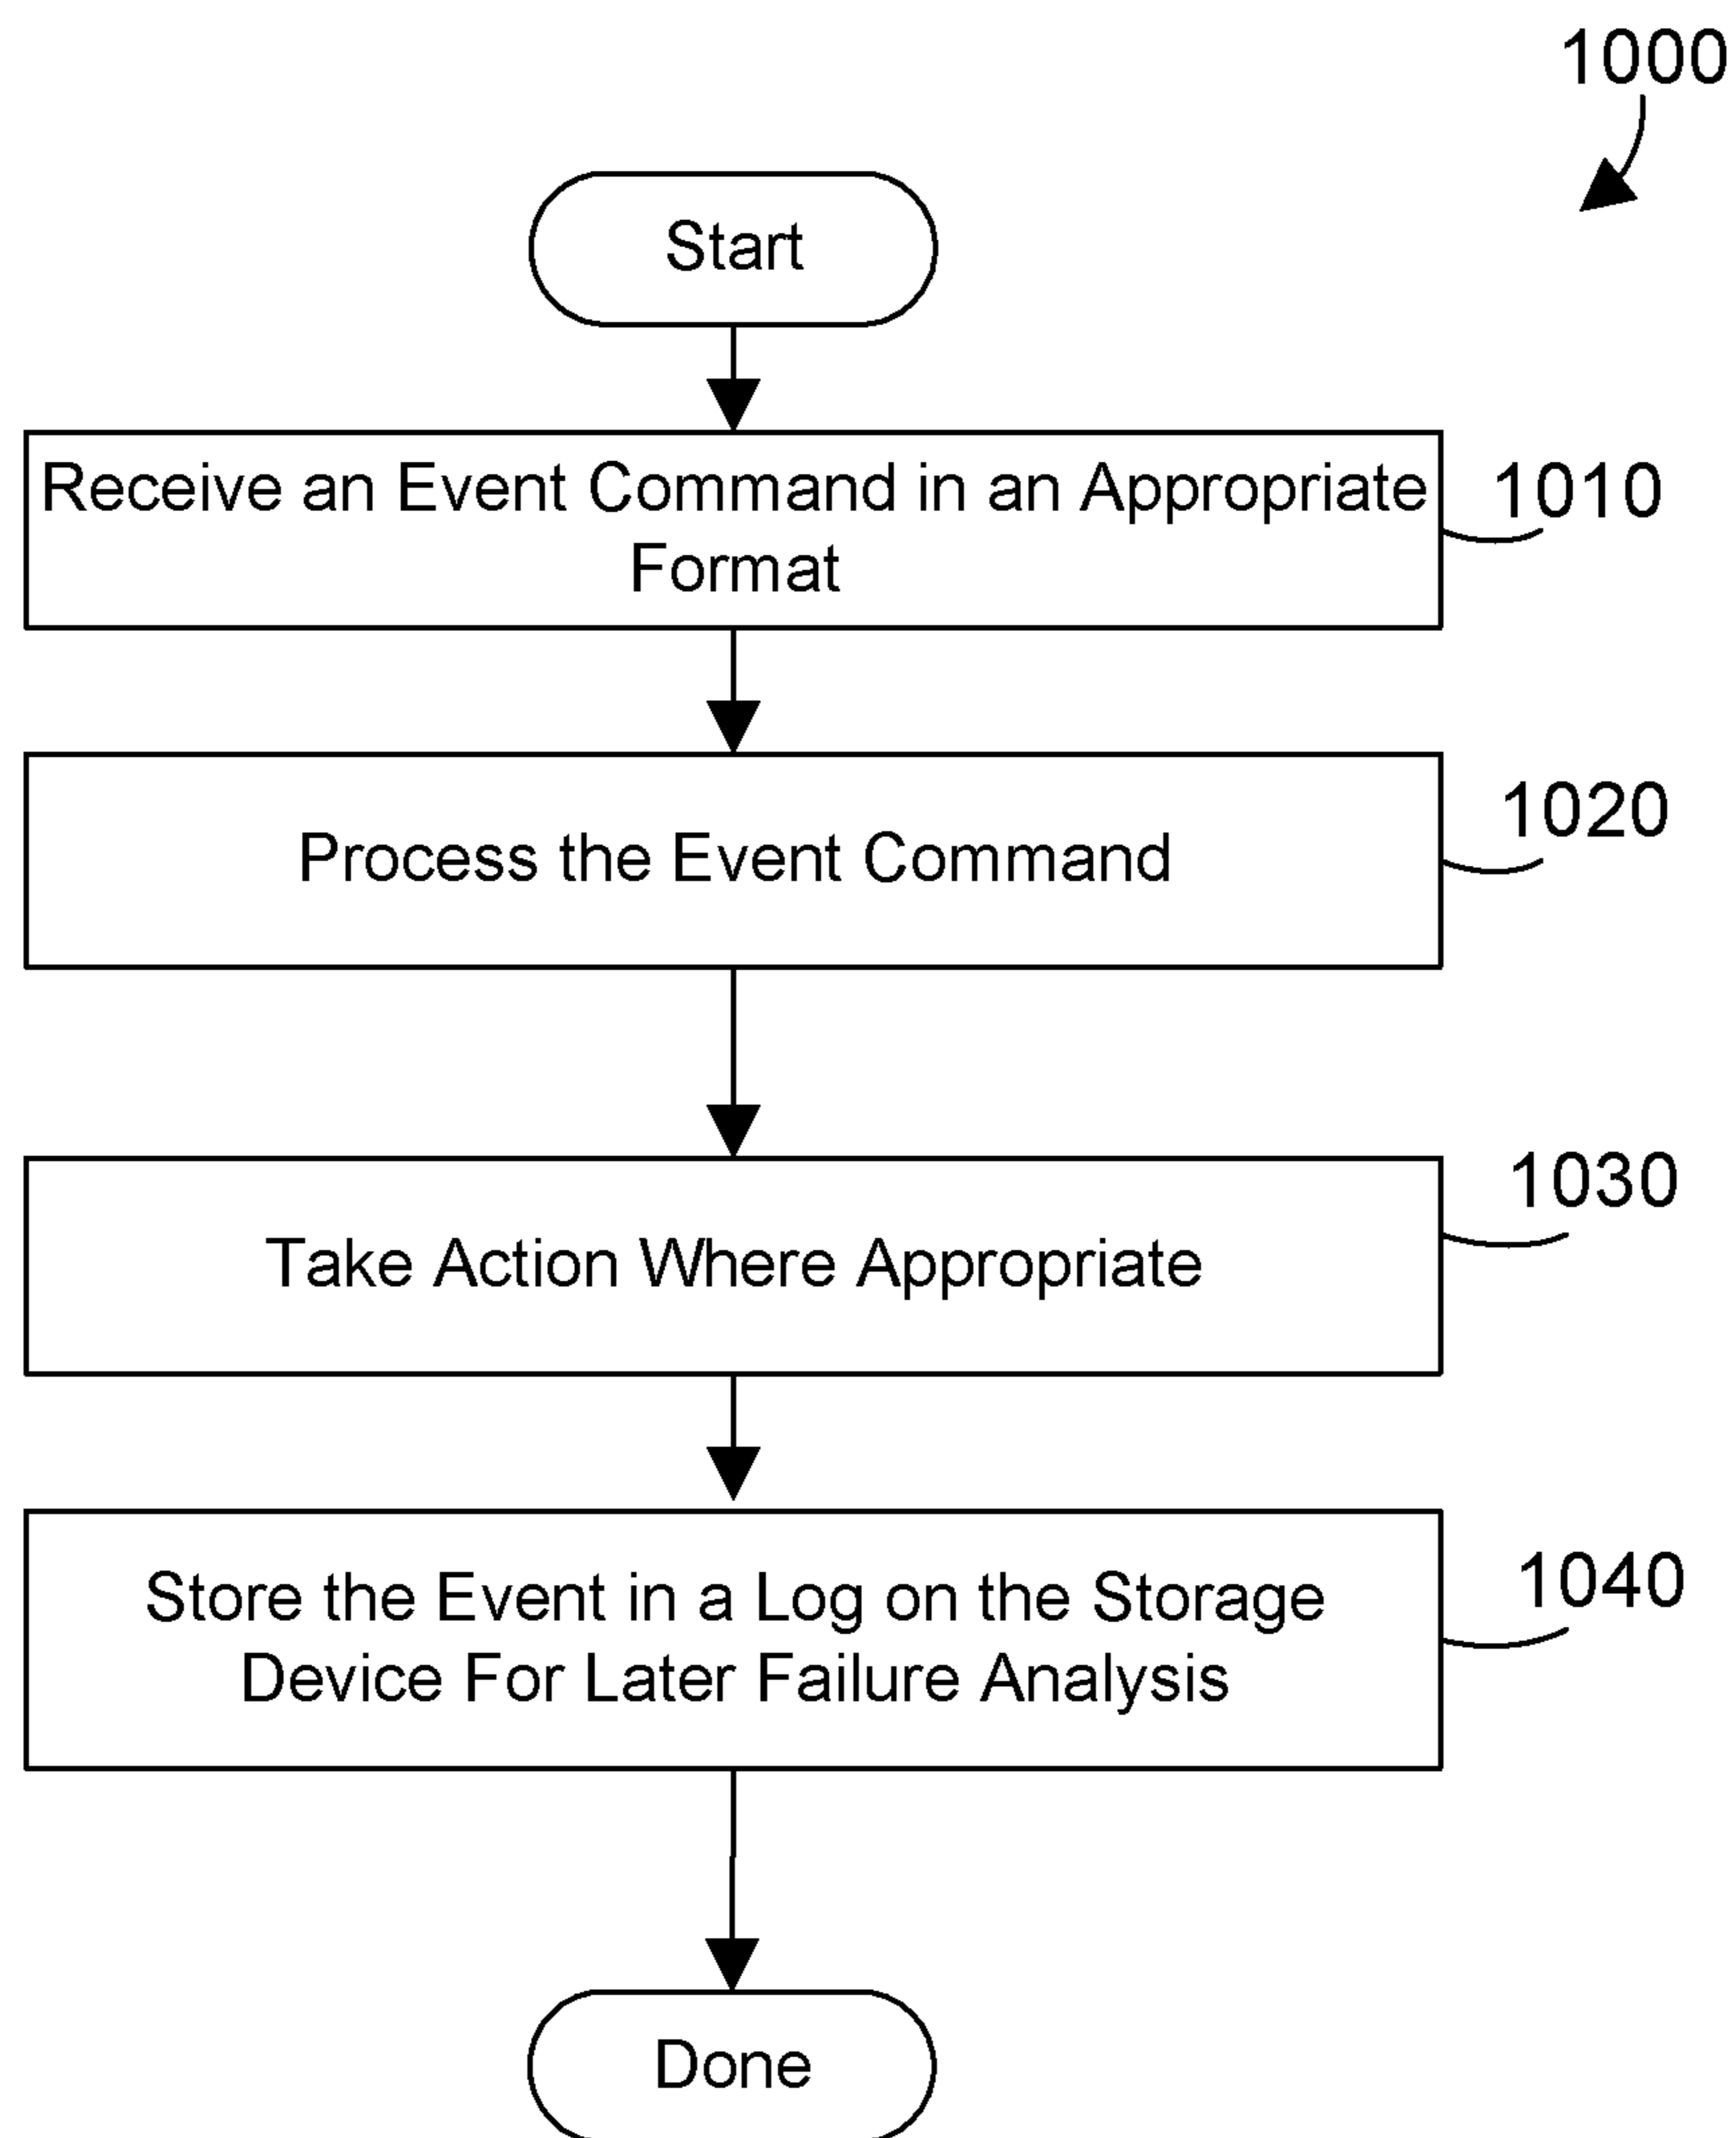 1000
Start
Receive an Event Command in an Appropriate
Format
1010
Process the Event Command
1020
Take Action Where Appropriate
1030
Store the Event in a Log on the Storage
Device For Later Failure Analysis
1040
Done